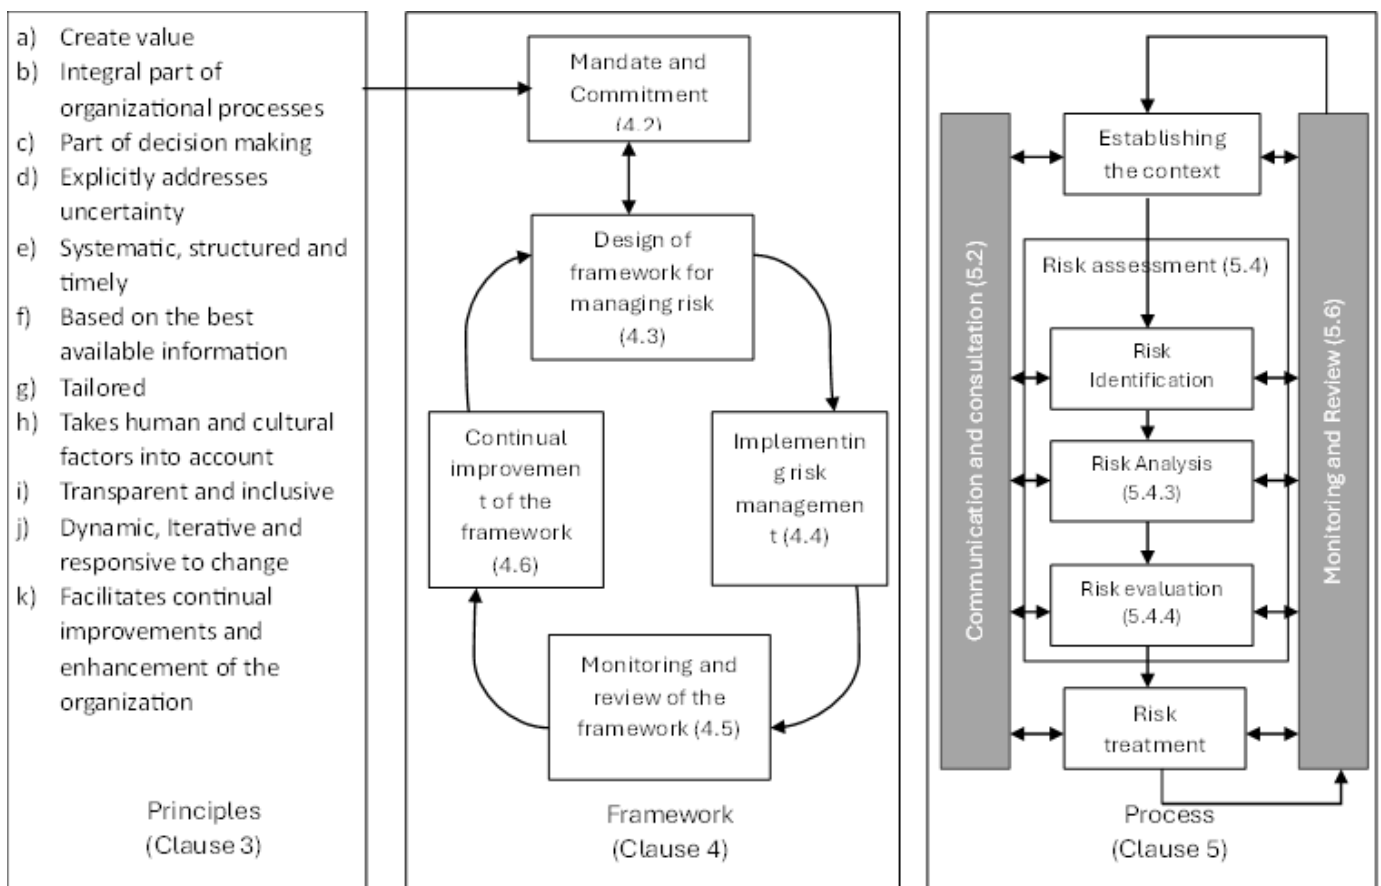 a) Create value
b) Integral part of
organizational processes
c) Part of decision making
d) Explicitly addresses
uncertainty
e) Systematic, structured and
timely
f) Based on the best
available information
g) Tailored
h) Takes human and cultural
factors into account
i) Transparent and inclusive
j) Dynamic, Iterative and
responsive to change
k) Facilitates continual
improvements and
enhancement of the
organization
Principles
(Clause 3)
Mandate and
Commitment
(4.2)
Design of
framework for
managing risk
(4.3)
Continual
improvemen
t of the
framework
(4.6)
Implementin
g risk
managemen
t (4.4)
Monitoring and
review of the
framework (4.5)
Framework
(Clause 4)
Communication and consultation (5.2)
Establishing
the context
Risk assessment (5.4)
Risk
Identification
Risk Analysis
(5.4.3)
Risk evaluation
(5.4.4)
Risk
treatment
Monitoring and Review (5.6)
Process
(Clause 5)